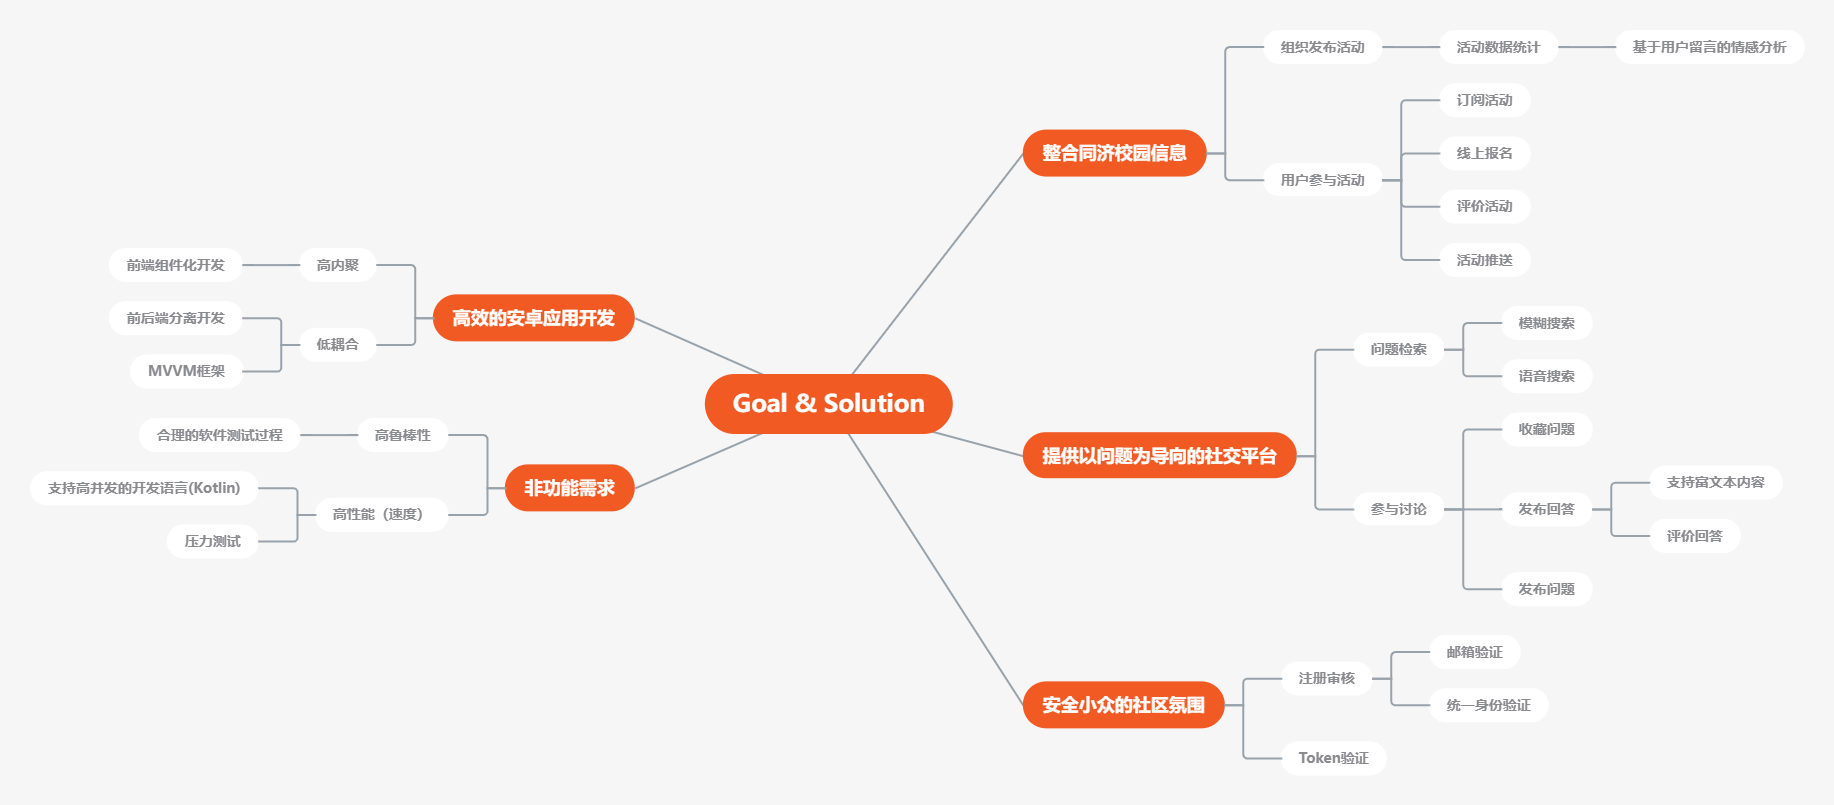 Goal & Solution
整合同济校园信息
组织发布活动
活动数据统计
基于用户留言的情感分析
用户参与活动
订阅活动
线上报名
评价活动
活动推送
提供以问题为导向的社交平台
问题检索
模糊搜索
语音搜索
参与讨论
收藏问题
发布回答
支持富文本内容
评价回答
发布问题
安全小众的社区氛围
注册审核
邮箱验证
统一身份验证
Token验证
高效的安卓应用开发
高内聚
前端组件化开发
低耦合
前后端分离开发
MVVM框架
非功能需求
高鲁棒性
合理的软件测试过程
高性能（速度）
支持高并发的开发语言(Kotlin)
压力测试